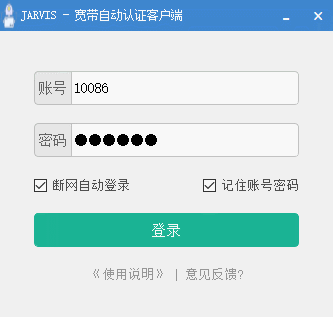 JARVIS - 宽带自动认证客户端
账号 10086
密码 ●●●●●●
断网自动登录 记住账号密码
登录
《使用说明》 | 意见反馈?